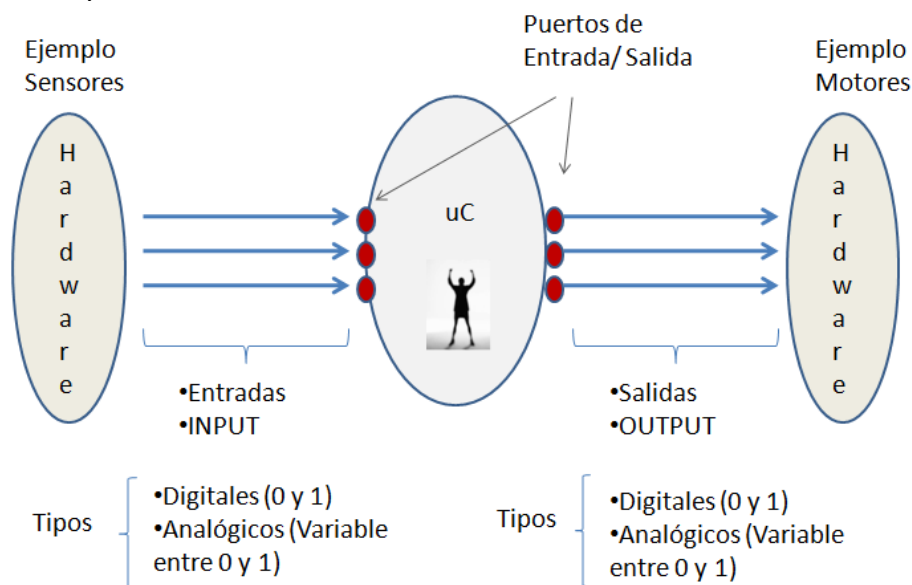 Ejemplo
Sensores
Puertos de
Entrada/ Salida
Ejemplo
Motores
H
a
r
d
w
a
r
e
uC
H
a
r
d
w
a
r
e
•Entradas
•INPUT
•Salidas
•OUTPUT
Tipos
•Digitales (0 y 1)
•Analógicos (Variable
entre 0 y 1)
Tipos
•Digitales (0 y 1)
•Analógicos (Variable
entre 0 y 1)